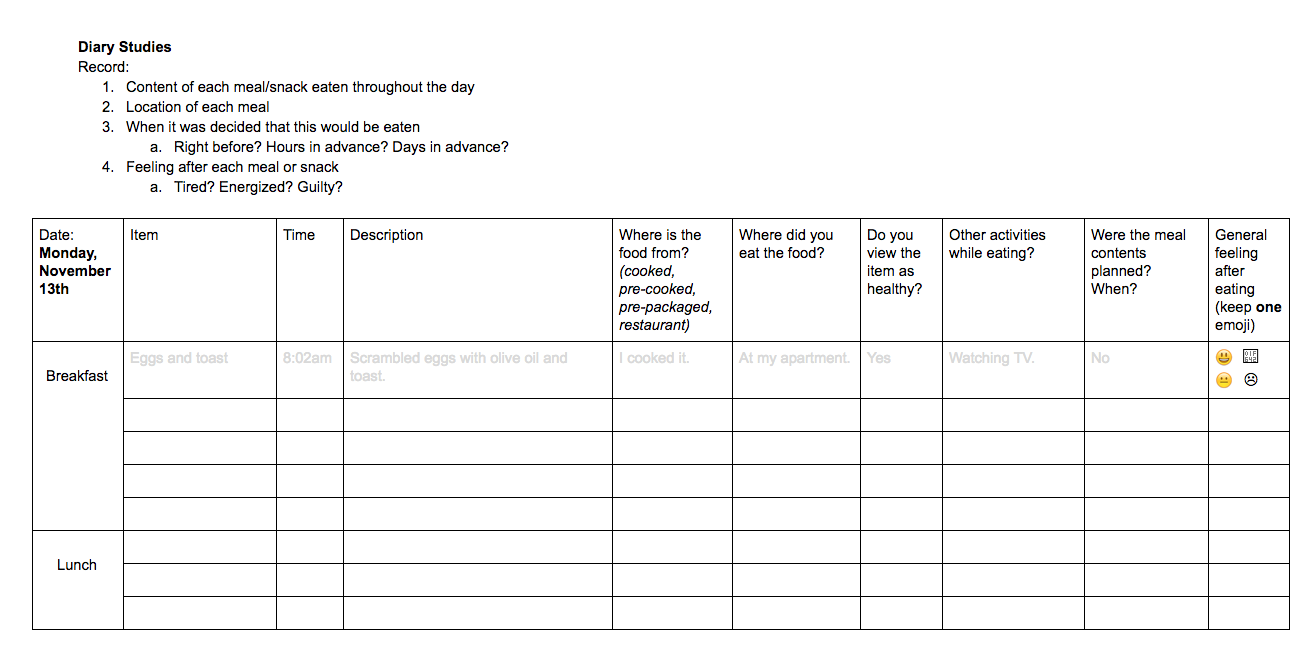 Diary Studies
Record:
1. Content of each meal/snack eaten throughout the day
2. Location of each meal
3. When it was decided that this would be eaten
a. Right before? Hours in advance? Days in advance?
4. Feeling after each meal or snack
a. Tired? Energized? Guilty?
Date:
Monday,
November
13th
Item
Time
Description
Where is the
food from?
(cooked,
pre-cooked,
pre-packaged,
restaurant)
Where did you
eat the food?
Do you
view the
item as
healthy?
Other activities
while eating?
Were the meal
contents
planned?
When?
General
feeling
after
eating
(keep one
emoji)
Breakfast
Eggs and toast
8:02am
Scrambled eggs with olive oil and
toast.
I cooked it.
At my apartment.
Yes
Watching TV.
No
Lunch